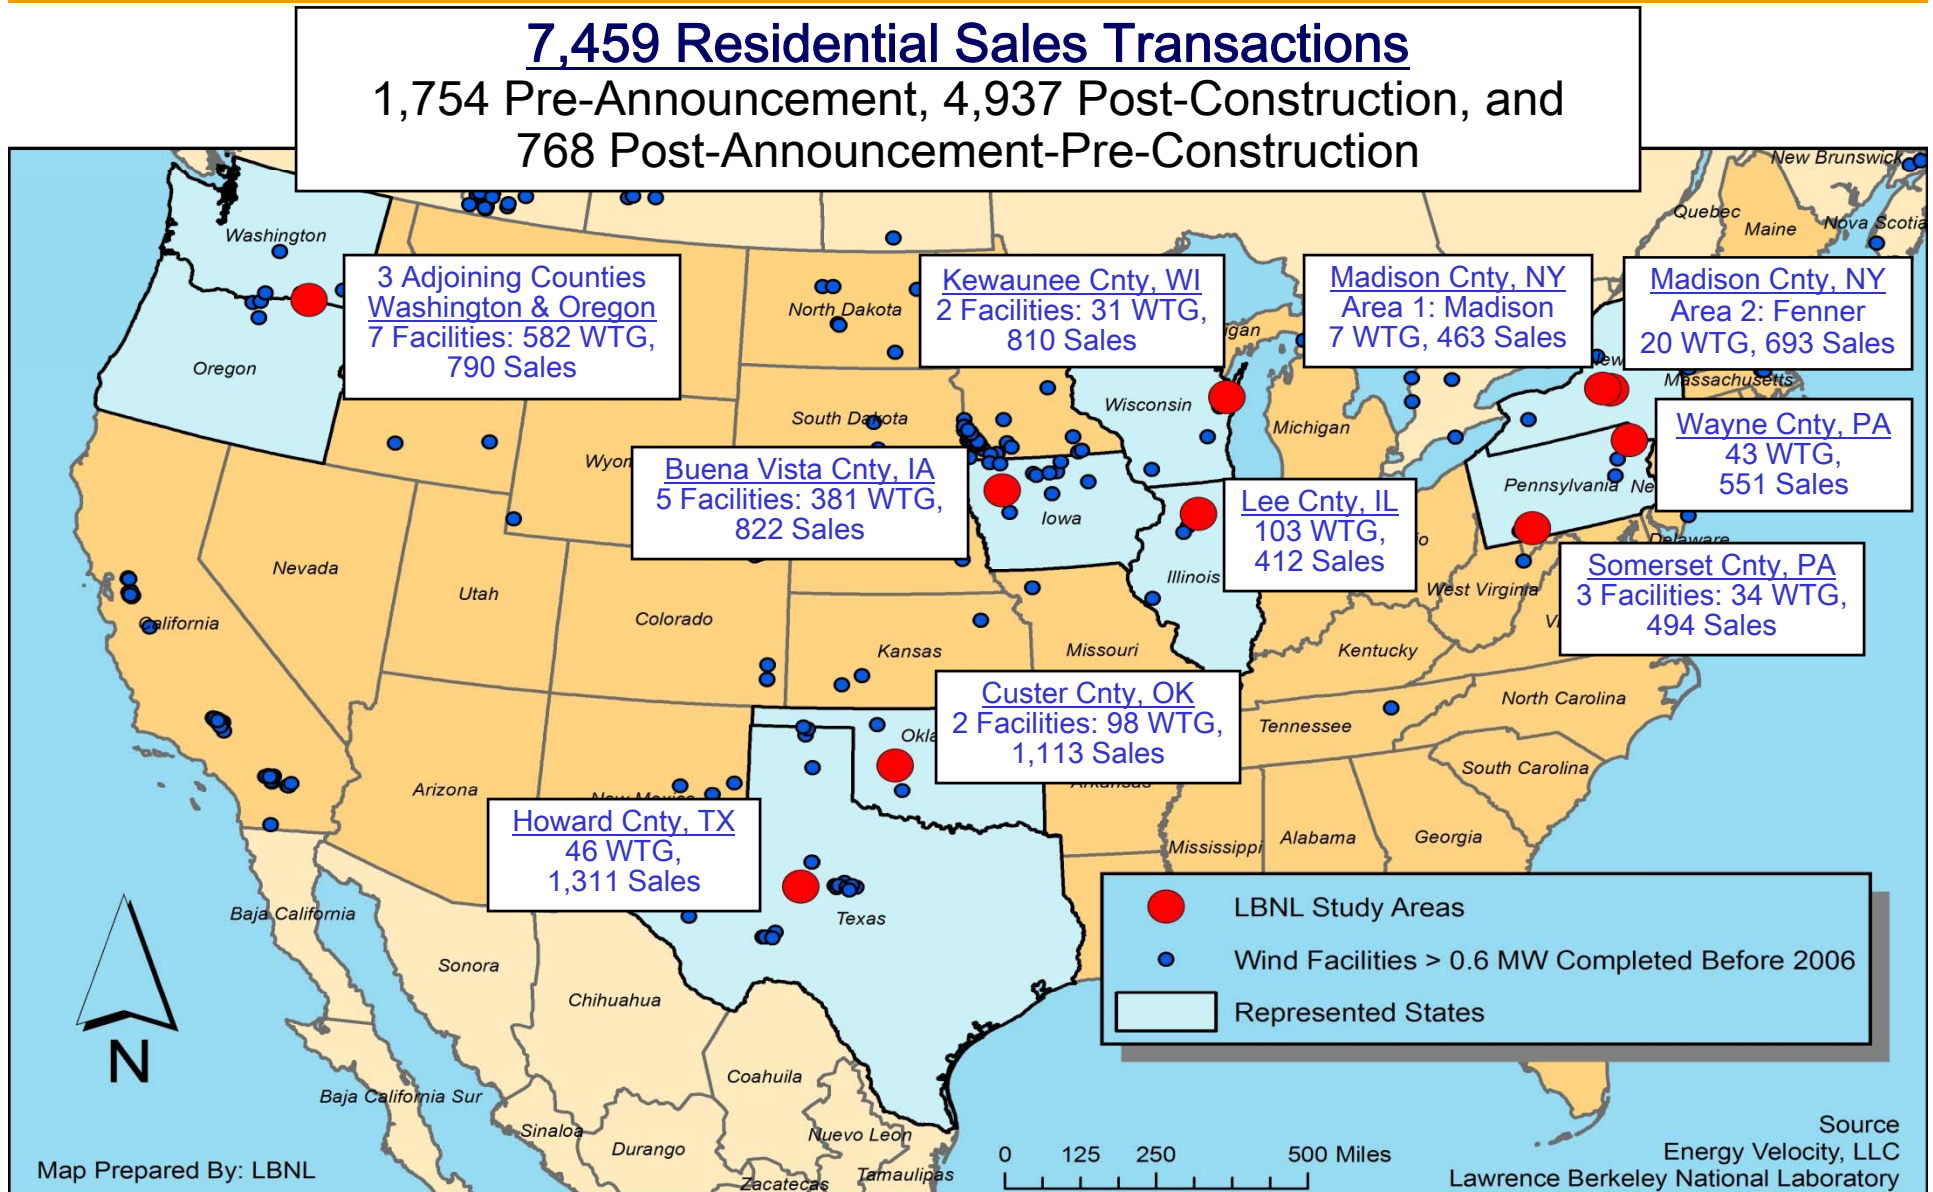 7,459 Residential Sales Transactions
1,754 Pre-Announcement, 4,937 Post-Construction, and
768 Post-Announcement-Pre-Construction
New Brunswick
Quebec
Maine
Nova Scotia
Washington
3 Adjoining Counties
Washington & Oregon
7 Facilities: 582 WTG,
790 Sales
Kewaunee Cnty, WI
2 Facilities: 31 WTG,
810 Sales
Madison Cnty, NY
Area 1: Madison
7 WTG, 463 Sales
Madison Cnty, NY
Area 2: Fenner
20 WTG, 693 Sales
North Dakota
igan
Oregon
New
Massachusetts
Wisconsin
South Dakota
Michigan
Wayne Cnty, PA
43 WTG,
551 Sales
Wyon
Buena Vista Cnty, IA
5 Facilities: 381 WTG,
822 Sales
Pennsylvania
Ne
Iowa
Lee Cnty, IL
103 WTG,
412 Sales
io
Delaware
Nevada
Utah
Illinois
West Virginia
Somerset Cnty, PA
3 Facilities: 34 WTG,
494 Sales
California
Colorado
Kansas
Missouri
Kentucky
Vi
Custer Cnty, OK
2 Facilities: 98 WTG,
1,113 Sales
North Carolina
Tennessee
Okla
South Carolina
Arizona
New Mexico
Arkansas
Howard Cnty, TX
46 WTG,
1,311 Sales
Mississippi
Alabama
Georgia
Texas
Baja California
LBNL Study Areas
Wind Facilities > 0.6 MW Completed Before 2006
Represented States
Sonora
Chihuahua
N
Coahuila
Baja California Sur
Sinaloa
Durango
Nuevo Leon
Zacatecas
Tamaulipas
0 125 250 500 Miles
Map Prepared By: LBNL
Source
Energy Velocity, LLC
Lawrence Berkeley National Laboratory